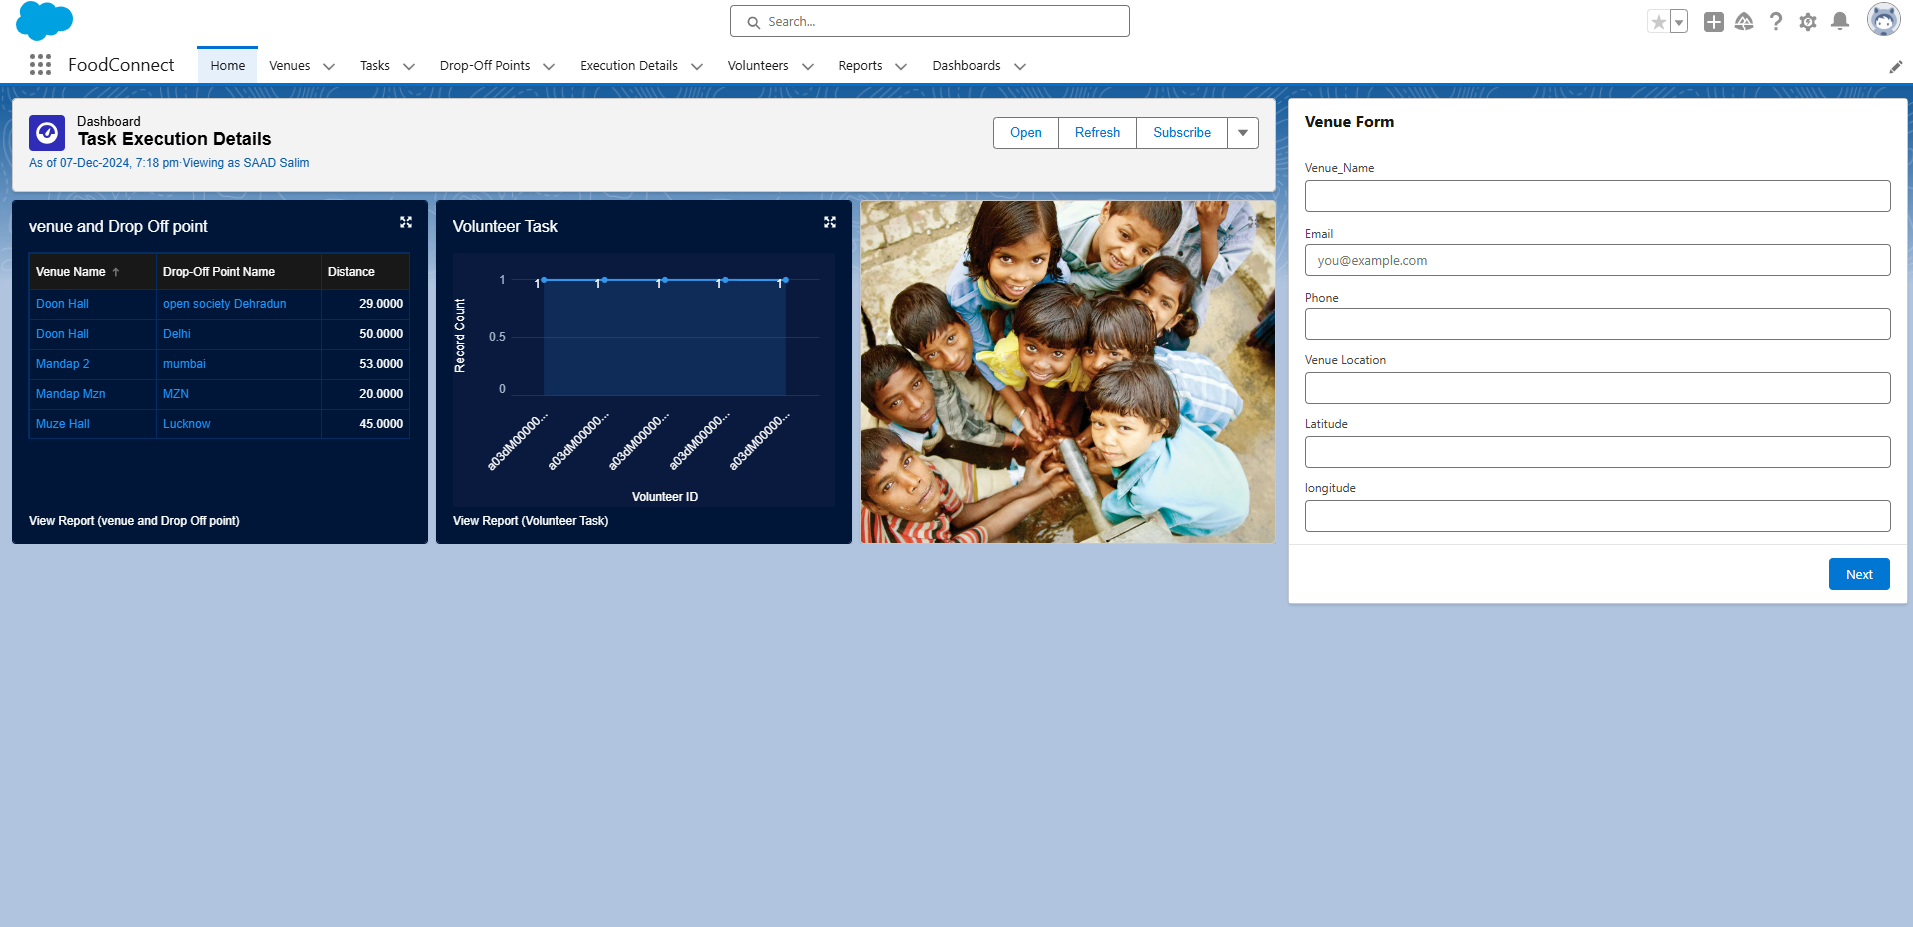 Search...
FoodConnect
Home
Venues
Tasks
Drop-Off Points
Execution Details
Volunteers
Reports
Dashboards
Dashboard
Task Execution Details
As of 07-Dec-2024, 7:18 pm·Viewing as SAAD Salim
Open
Refresh
Subscribe
venue and Drop Off point
Venue Name ↑ Drop-Off Point Name Distance
Doon Hall open society Dehradun 29.0000
Doon Hall Delhi 50.0000
Mandap 2 mumbai 53.0000
Mandap Mzn MZN 20.0000
Muze Hall Lucknow 45.0000
View Report (venue and Drop Off point)
Volunteer Task
Record Count
1
0.5
0
1 1 1 1 1
a03dM00000...
a03dM00000...
a03dM00000...
a03dM00000...
a03dM00000...
Volunteer ID
View Report (Volunteer Task)
Venue Form
Venue_Name
Email
you@example.com
Phone
Venue Location
Latitude
longitude
Next